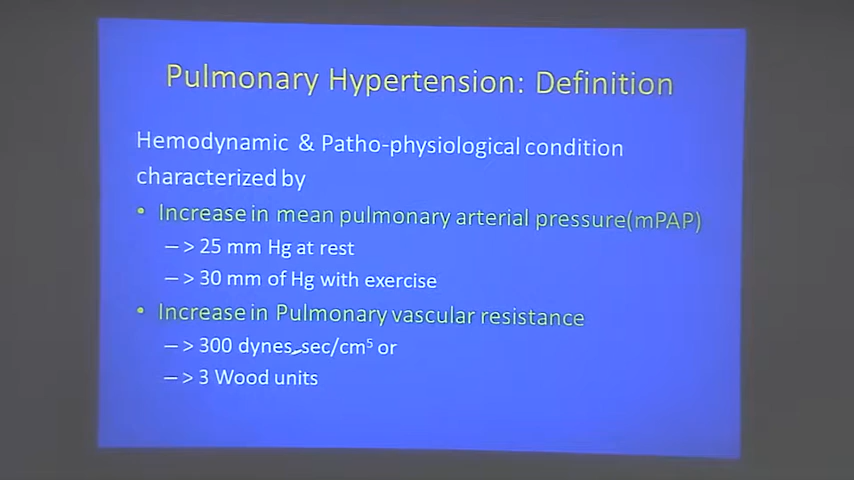 Pulmonary Hypertension: Definition
Hemodynamic & Patho-physiological condition
characterized by
• Increase in mean pulmonary arterial pressure(mPAP)
– > 25 mm Hg at rest
– > 30 mm of Hg with exercise
• Increase in Pulmonary vascular resistance
– > 300 dynes-sec/cm⁵ or
– > 3 Wood units